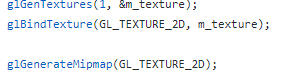 glGenTextures(1, &m_texture);
glBindTexture(GL_TEXTURE_2D, m_texture);
glGenerateMipmap(GL_TEXTURE_2D);